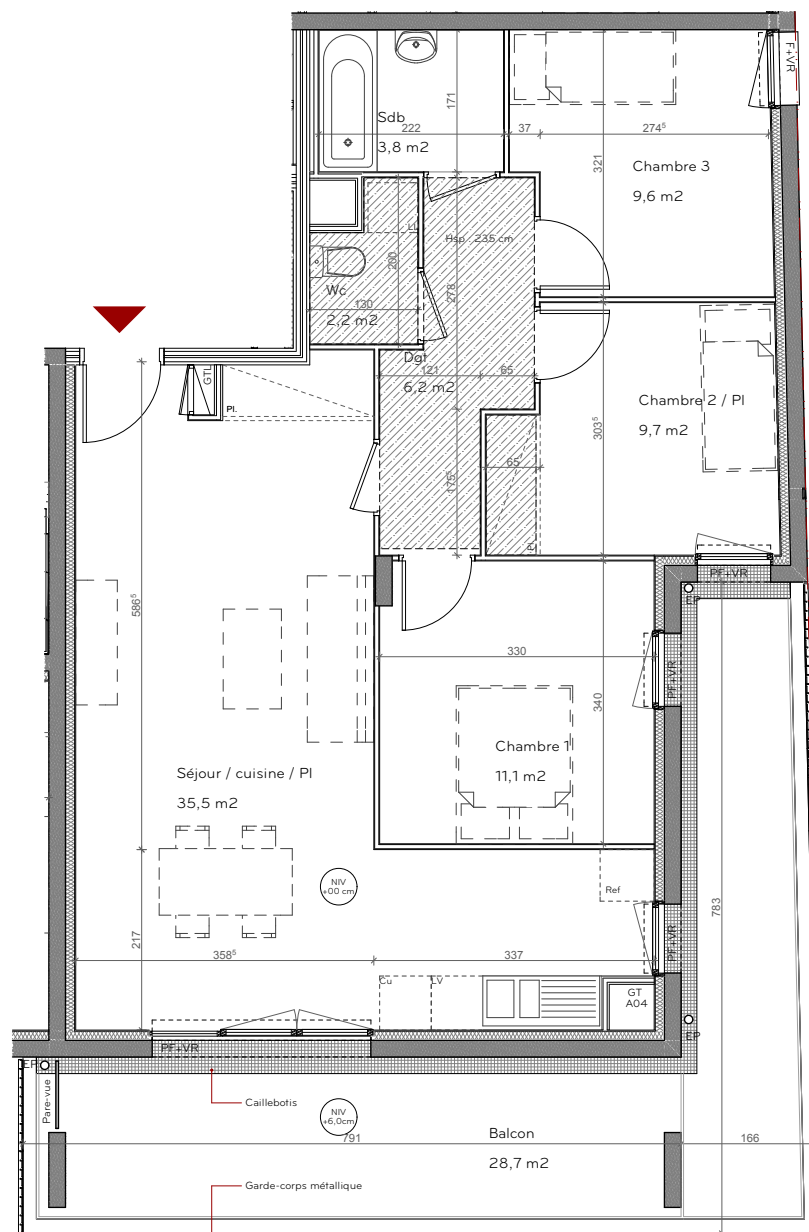 F+VR
171
Sdb
222
3,8 m2
37
274⁵
321
Chambre 3
9,6 m2
LL
Hsp : 235 cm
200
278
Wc
130
2,2 m2
Dgt
121
65
6,2 m2
GTL
Pl.
Chambre 2 / Pl
9,7 m2
303⁵
65
175⁵
PL
PF+VR
EP
586⁵
330
PF+VR
340
Chambre 1
11,1 m2
Séjour / cuisine / Pl
35,5 m2
NIV
+00 cm
Ref
783
217
358⁵
337
PF+VR
Cu
LV
GT
A04
EP
PF+VR
EP
Pare-vue
Caillebotis
NIV
+6,0cm
791
Balcon
166
28,7 m2
Garde-corps métallique